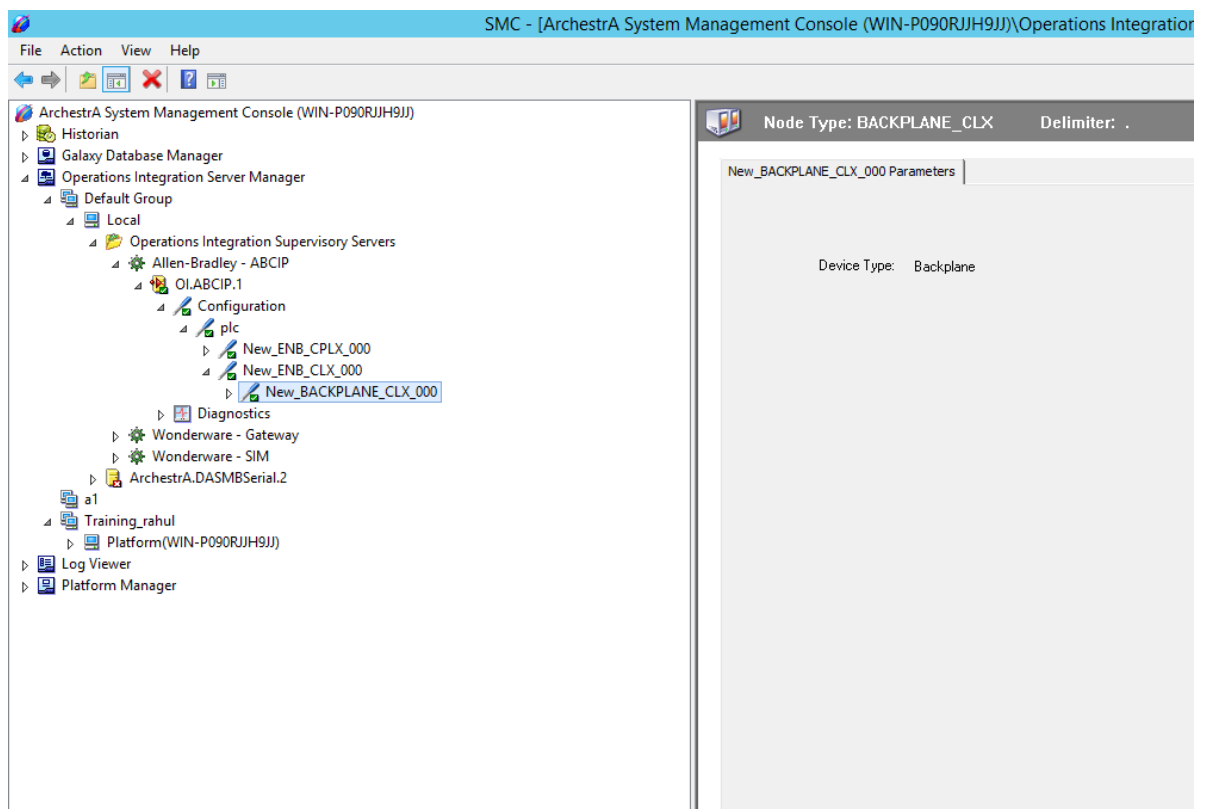 SMC - [ArchestrA System Management Console (WIN-P090RJJH9JJ)\Operations Integration
File Action View Help
ArchestrA System Management Console (WIN-P090RJJH9JJ)
Historian
Galaxy Database Manager
Operations Integration Server Manager
Default Group
Local
Operations Integration Supervisory Servers
Allen-Bradley - ABCIP
OI.ABCIP.1
Configuration
plc
New_ENB_CPLX_000
New_ENB_CLX_000
New_BACKPLANE_CLX_000
Diagnostics
Wonderware - Gateway
Wonderware - SIM
ArchestrA.DASMBSerial.2
a1
Training_rahul
Platform(WIN-P090RJJH9JJ)
Log Viewer
Platform Manager
Node Type: BACKPLANE_CLX Delimiter: .
New_BACKPLANE_CLX_000 Parameters
Device Type: Backplane